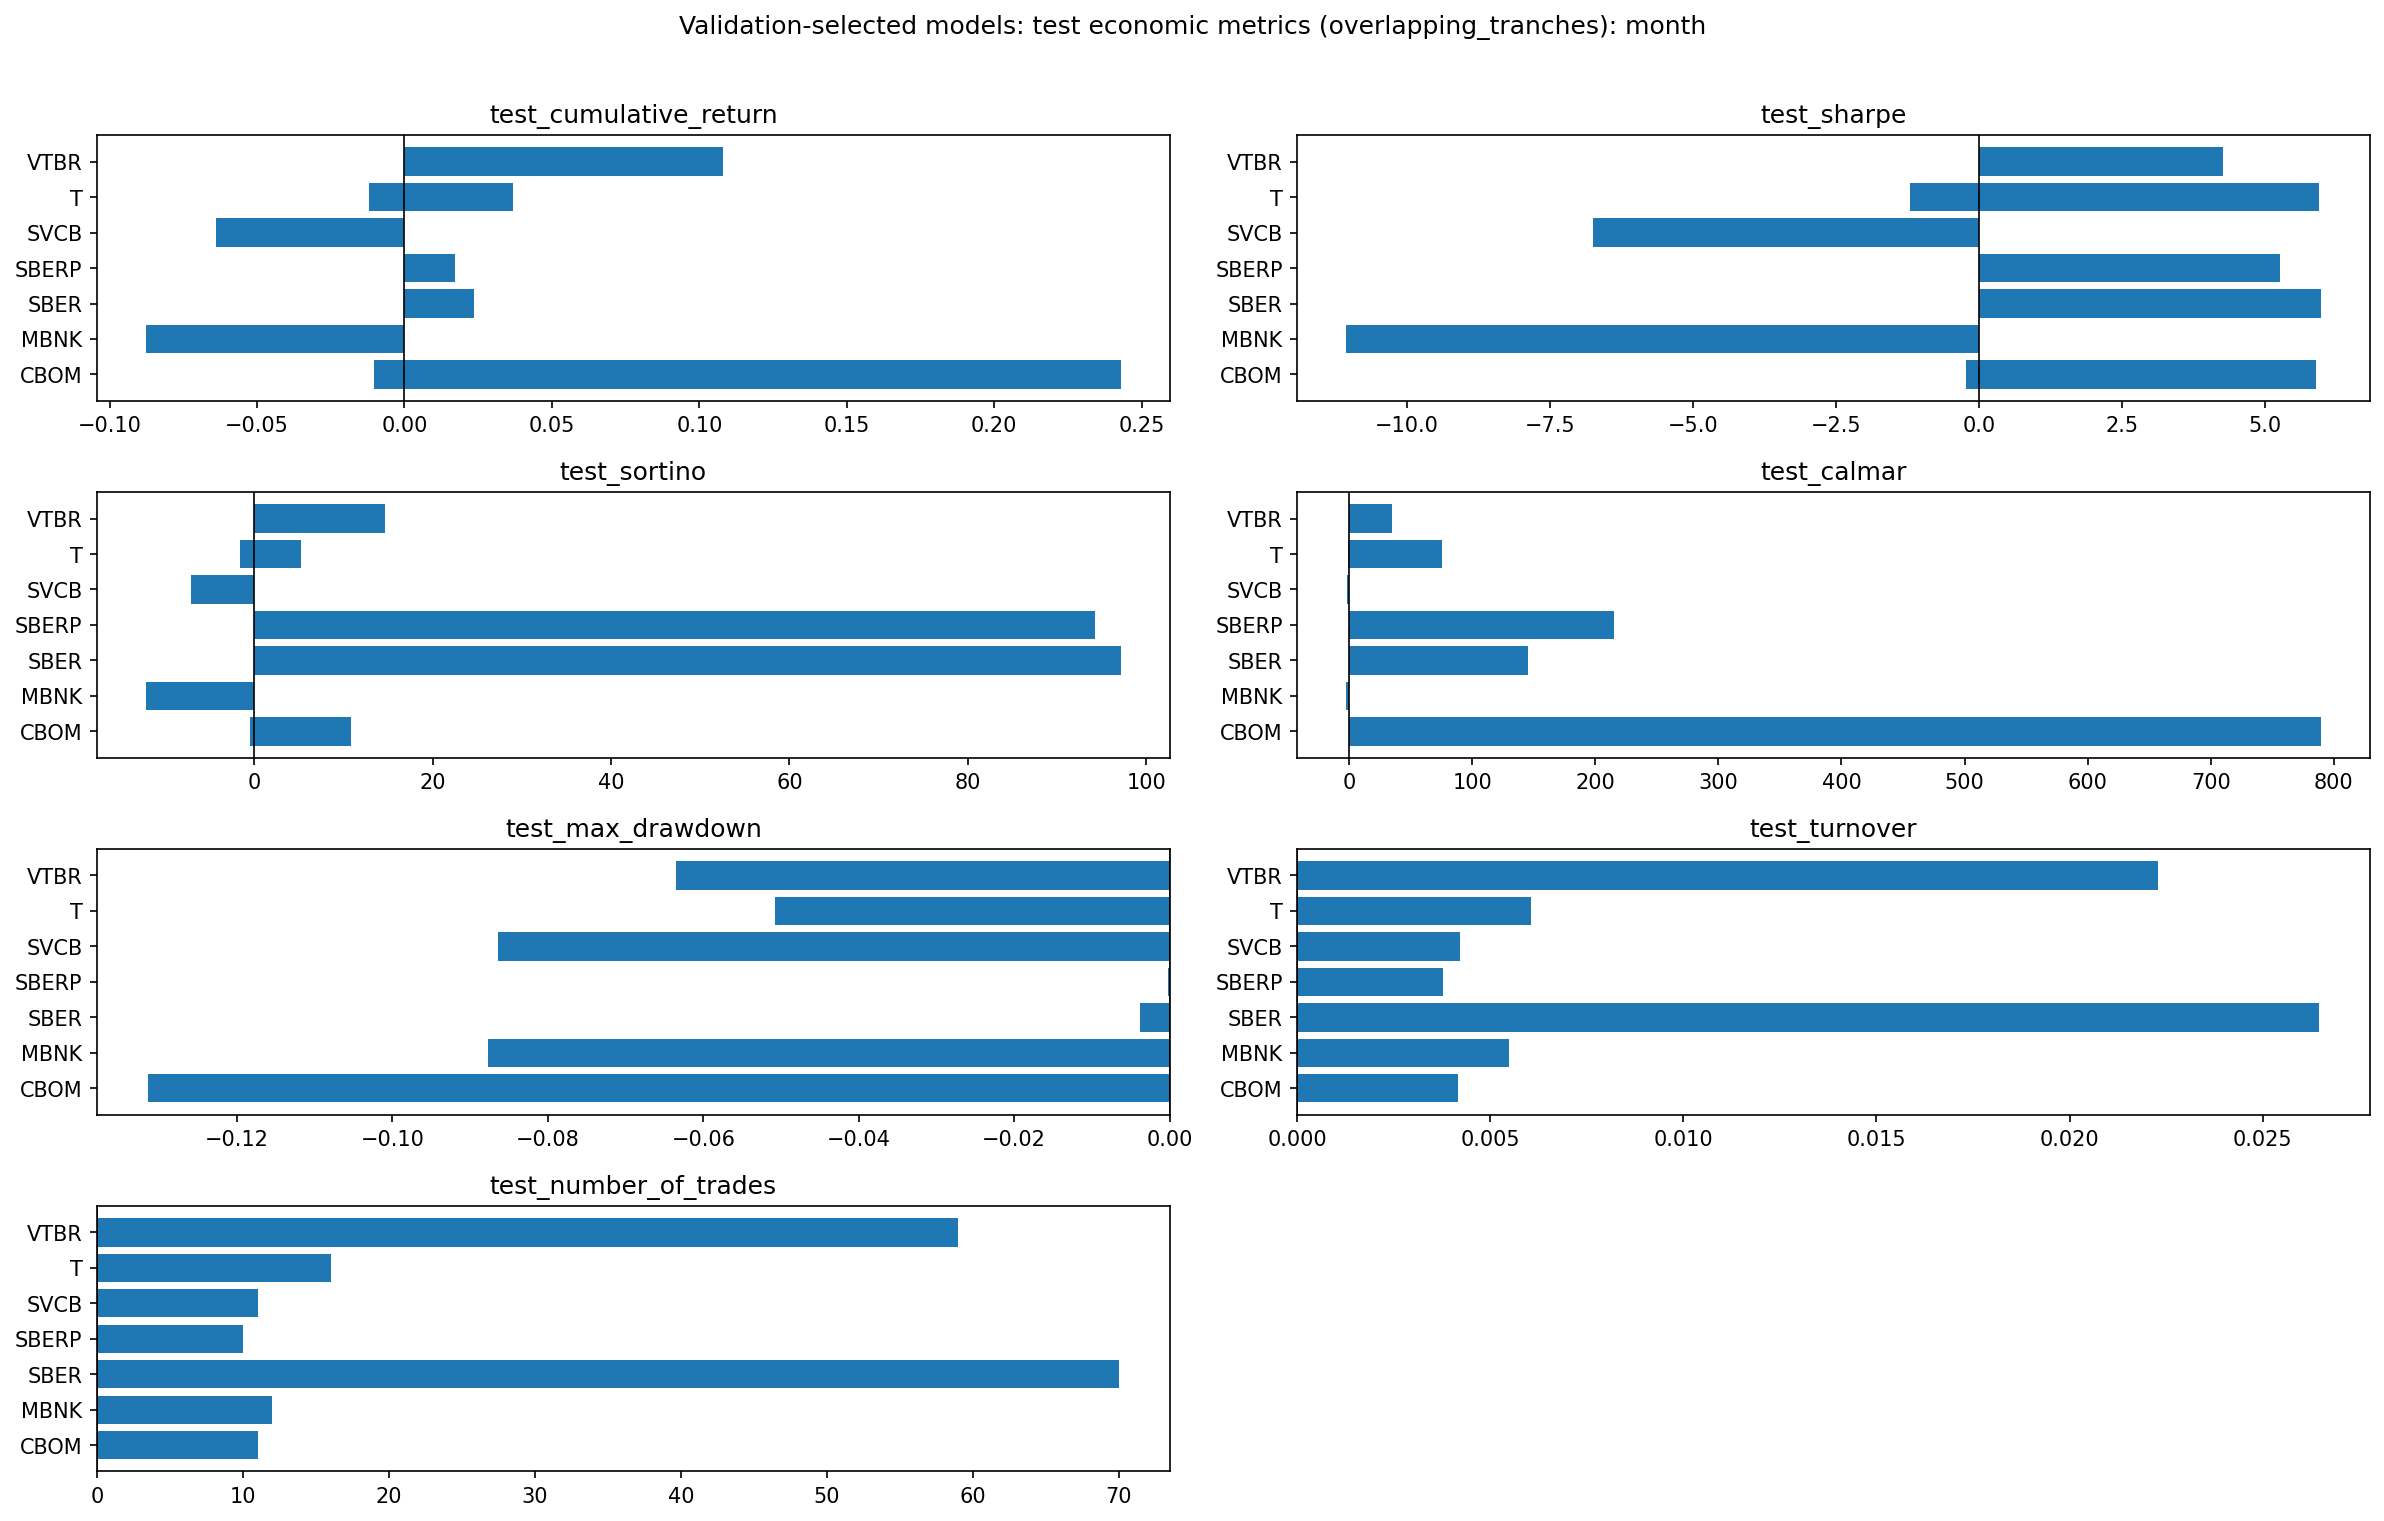 Validation-selected models: test economic metrics (overlapping_tranches): month
test_cumulative_return
VTBR
T
SVCB
SBERP
SBER
MBNK
CBOM
−0.10 −0.05 0.00 0.05 0.10 0.15 0.20 0.25
test_sharpe
VTBR
T
SVCB
SBERP
SBER
MBNK
CBOM
−10.0 −7.5 −5.0 −2.5 0.0 2.5 5.0
test_sortino
VTBR
T
SVCB
SBERP
SBER
MBNK
CBOM
0 20 40 60 80 100
test_calmar
VTBR
T
SVCB
SBERP
SBER
MBNK
CBOM
0 100 200 300 400 500 600 700 800
test_max_drawdown
VTBR
T
SVCB
SBERP
SBER
MBNK
CBOM
−0.12 −0.10 −0.08 −0.06 −0.04 −0.02 0.00
test_turnover
VTBR
T
SVCB
SBERP
SBER
MBNK
CBOM
0.000 0.005 0.010 0.015 0.020 0.025
test_number_of_trades
VTBR
T
SVCB
SBERP
SBER
MBNK
CBOM
0 10 20 30 40 50 60 70